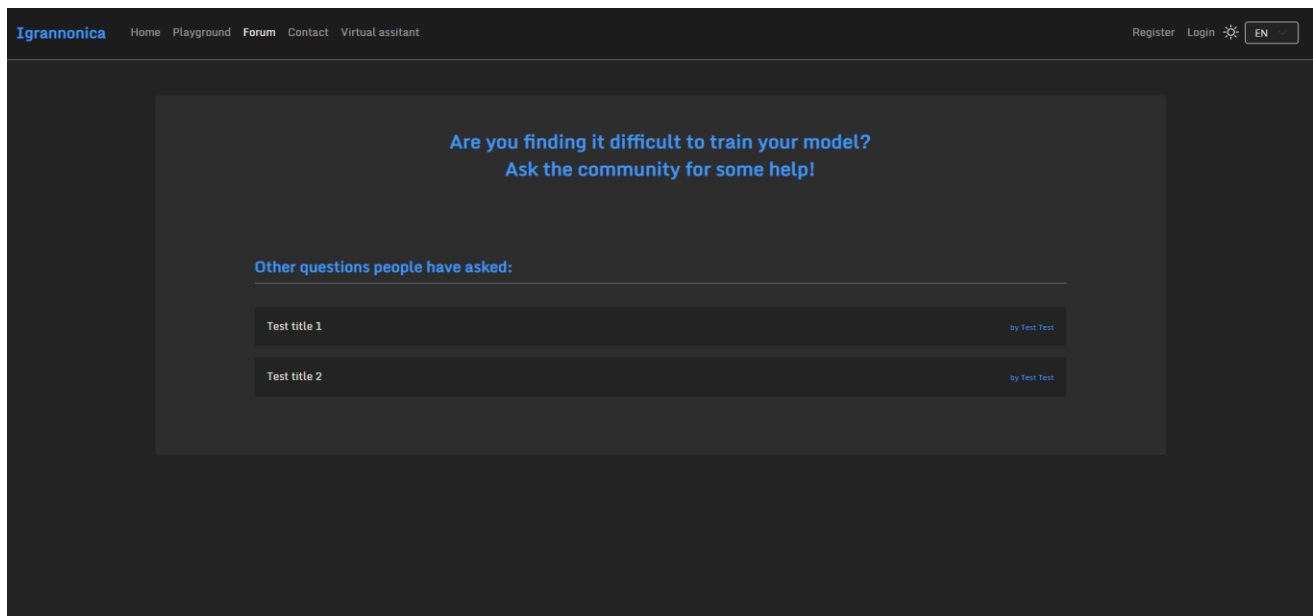 Igrannonica Home Playground Forum Contact Virtual assitant Register Login EN
Are you finding it difficult to train your model?
Ask the community for some help!
Other questions people have asked:
Test title 1 by Test Test
Test title 2 by Test Test